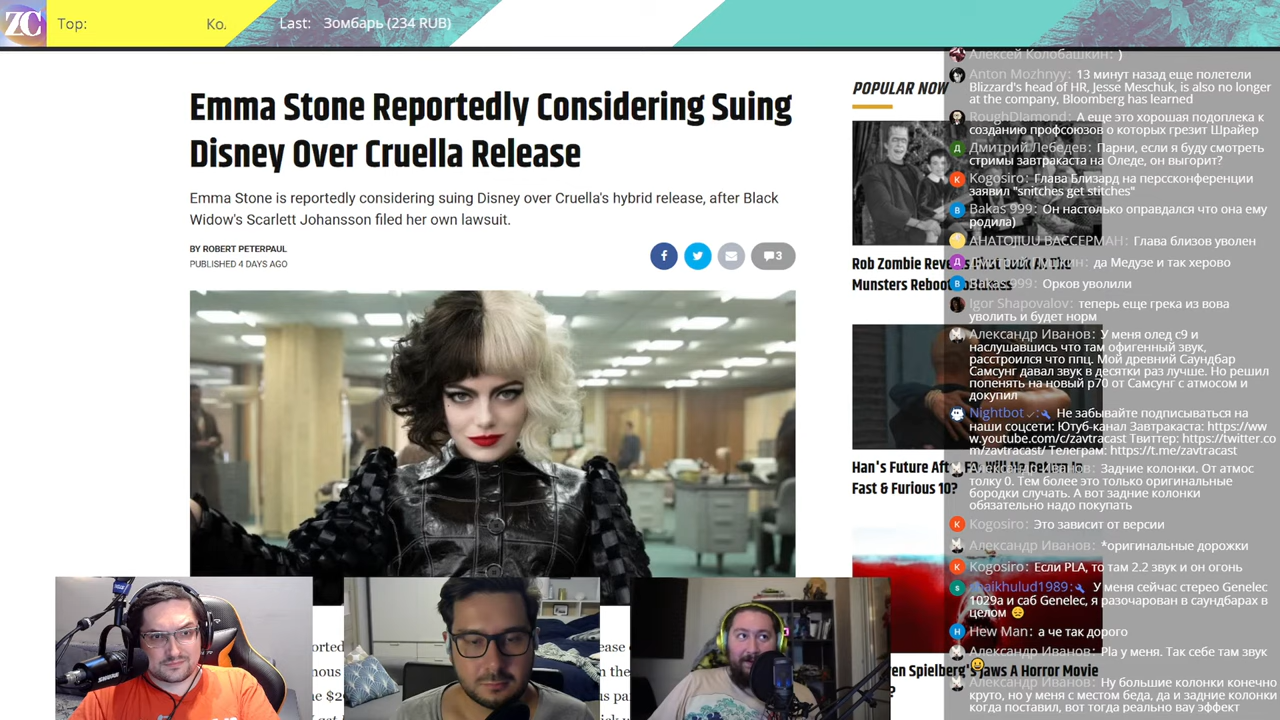 ZC
Top:
Ко
Last: Зомбарь (234 RUB)
Emma Stone Reportedly Considering Suing
Disney Over Cruella Release
Emma Stone is reportedly considering suing Disney over Cruella's hybrid release, after Black
Widow's Scarlett Johansson filed her own lawsuit.
BY ROBERT PETERPAUL
PUBLISHED 4 DAYS AGO
3
POPULAR NOW
Rob Zombie
Munsters Reboot
Han's Future
Fast & Furious 10?
Jaws A Horror Movie
Алексей Колобашкин: )
Anton Mozhnyy: 13 минут назад еще полетели
Blizzard's head of HR, Jesse Meschuk, is also no longer
at the company, Bloomberg has learned
RoughDiamond: А еще это хорошая подоплека к
созданию профсоюзов о которых грезит Шрайер
Дмитрий Лебедев: Парни, если я буду смотреть
стримы завтракаста на Оледе, он выгорит?
Kogosiro: Глава Близард на перссконференции
заявил "snitches get stitches"
Bakas 999: Он настолько оправдался что она ему
родила)
АНАТОJIUU ВАССЕРМАН: Глава близов уволен
да Медузе и так херово
Bakas 999: Орков уволили
Igor Shapovalov: теперь еще грека из вова
уволить и будет норм
Александр Иванов: У меня олед с9 и
наслушавшись что там офигенный звук,
расстроился что ппц. Мой древний Саундбар
Самсунг давал звук в десятки раз лучше. Но решил
попенять на новый р70 от Самсунг с атмосом и
докупил
Nightbot: Не забывайте подписываться на
наши соцсети: Ютуб-канал Завтракаста: https://ww
w.youtube.com/c/zavtracast Твиттер: https://twitter.co
m/zavtracast/ Телеграм: https://t.me/zavtracast
Александр Иванов: Задние колонки. От атмос
толку 0. Тем более это только оригинальные
бородки случать. А вот задние колонки
обязательно надо покупать
Kogosiro: Это зависит от версии
Александр Иванов: *оригинальные дорожки
Kogosiro: Если PLA, то там 2.2 звук и он огонь
shaikhulud1989: У меня сейчас стерео Genelec
1029a и саб Genelec, я разочарован в саундбарах в
целом
Hew Man: а че так дорого
Александр Иванов: Pla у меня. Так себе там звук
Александр Иванов: Ну большие колонки конечно
круто, но у меня с местом беда, да и задние колонки
когда поставил, вот тогда реально вау эффект